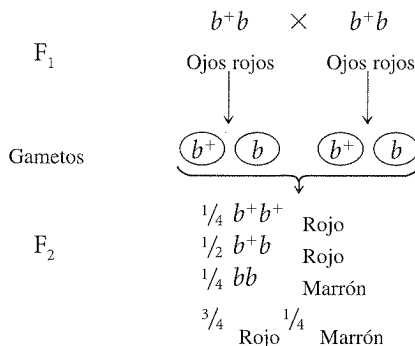 b⁺b × b⁺b
F₁
Ojos rojos Ojos rojos
Gametos b⁺ b b⁺ b
¼ b⁺b⁺ Rojo
F₂ ½ b⁺b Rojo
¼ bb Marrón
¾ Rojo ¼ Marrón